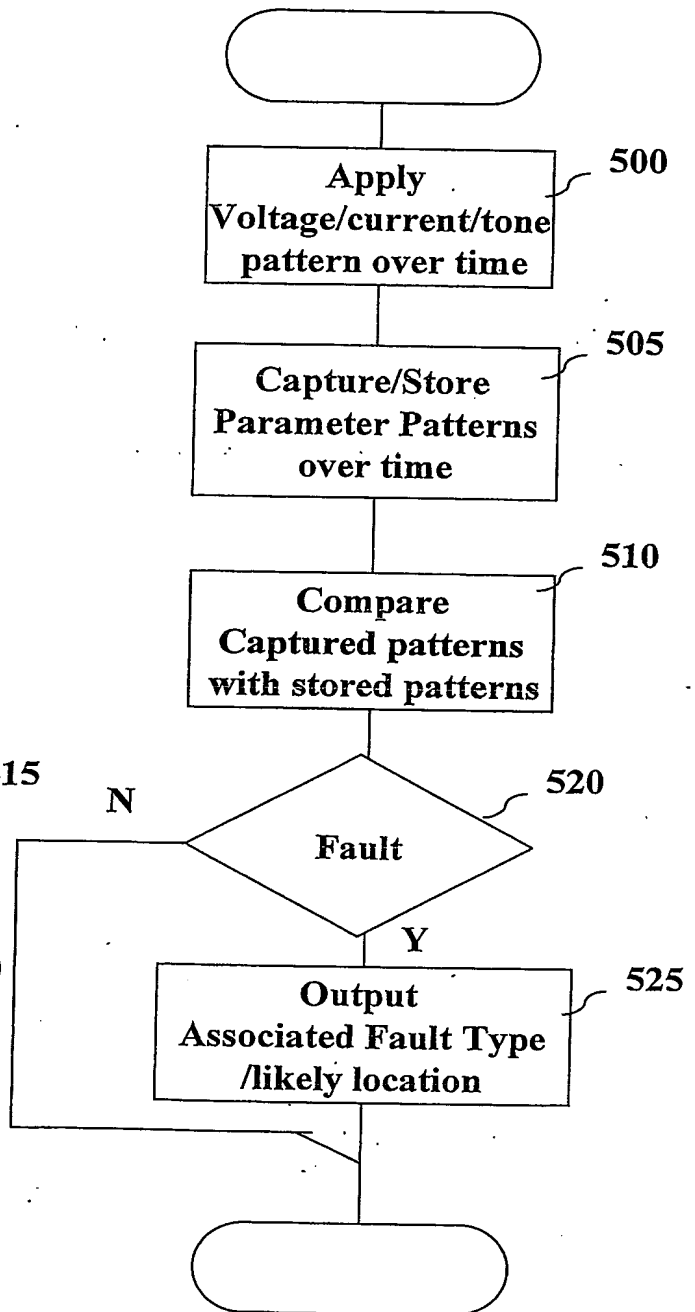 500
Apply
Voltage/current/tone
pattern over time
505
Capture/Store
Parameter Patterns
over time
510
Compare
Captured patterns
with stored patterns
15
N
520
Fault
Y
525
Output
Associated Fault Type
/likely location